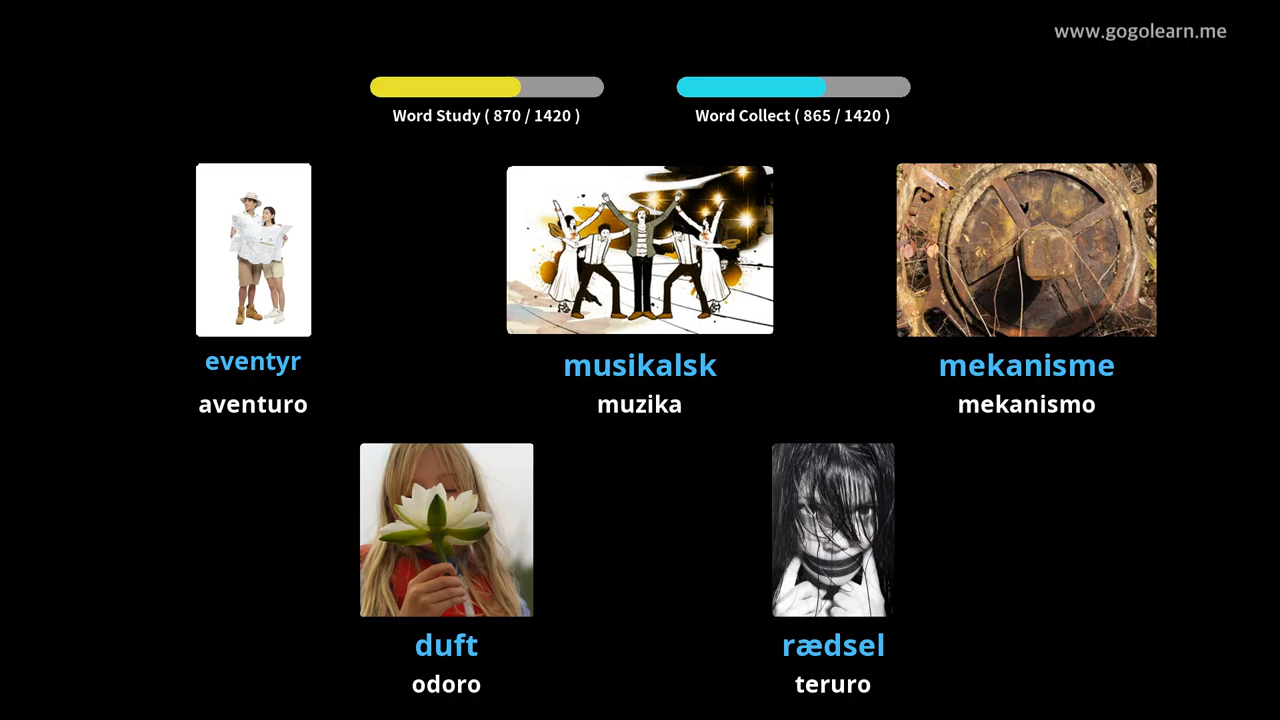 www.gogolearn.me
Word Study ( 870 / 1420 )
Word Collect ( 865 / 1420 )
eventyr
aventuro
musikalsk
muzika
mekanisme
mekanismo
duft
odoro
rædsel
teruro